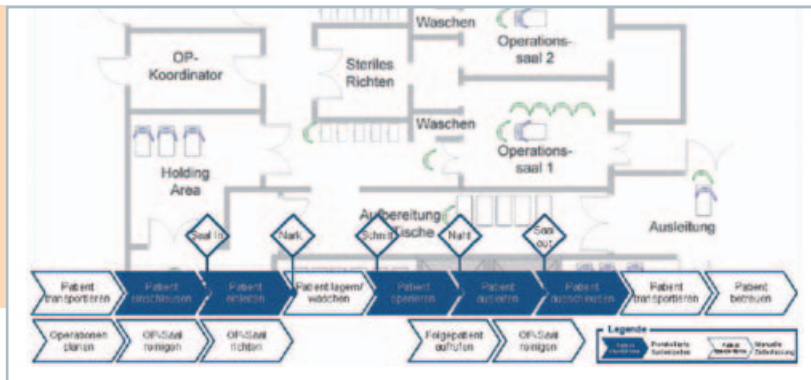 Waschen
Operations-
saal 2
OP-
Koordinator
Steriles
Richten
Waschen
Operations-
saal 1
Holding
Area
Aufbereitung
Tische
Ausleitung
Saal in
Nark.
Schnitt
Naht
Saal
out
Patient
transportieren
Patient
einschleusen
Patient
einleiten
Patient lagern/
waschen
Patient
operieren
Patient
ausleiten
Patient
ausschleusen
Patient
transportieren
Patient
betreuen
Operationen
planen
OP-Saal
reinigen
OP-Saal
richten
Folgepatient
aufrufen
OP-Saal
reinigen
Legende
Manuelle
Zeiterfassung